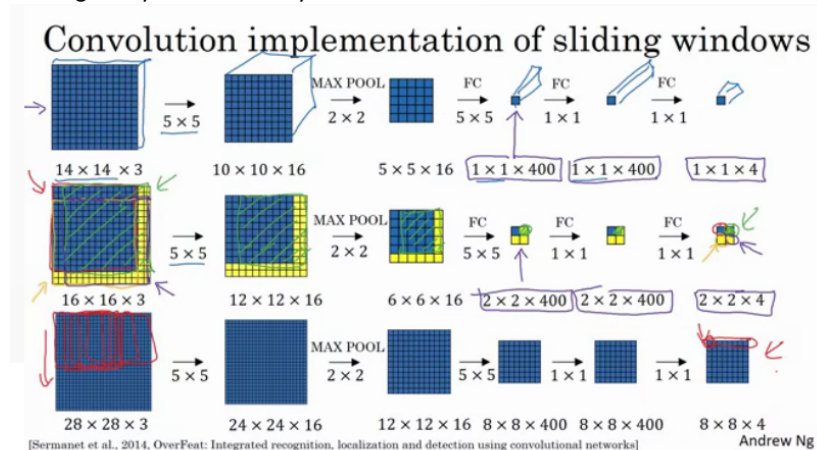 Convolution implementation of sliding windows
MAX POOL FC FC FC
5 × 5 2 × 2 5 × 5 1 × 1 1 × 1
14 × 14 × 3 10 × 10 × 16 5 × 5 × 16 1 × 1 × 400 1 × 1 × 400 1 × 1 × 4
MAX POOL FC FC FC
5 × 5 2 × 2 5 × 5 1 × 1 1 × 1
16 × 16 × 3 12 × 12 × 16 6 × 6 × 16 2 × 2 × 400 2 × 2 × 400 2 × 2 × 4
MAX POOL
5 × 5 2 × 2 5 × 5 1 × 1 1 × 1
28 × 28 × 3 24 × 24 × 16 12 × 12 × 16 8 × 8 × 400 8 × 8 × 400 8 × 8 × 4
[Sermanet et al., 2014, OverFeat: Integrated recognition, localization and detection using convolutional networks] Andrew Ng